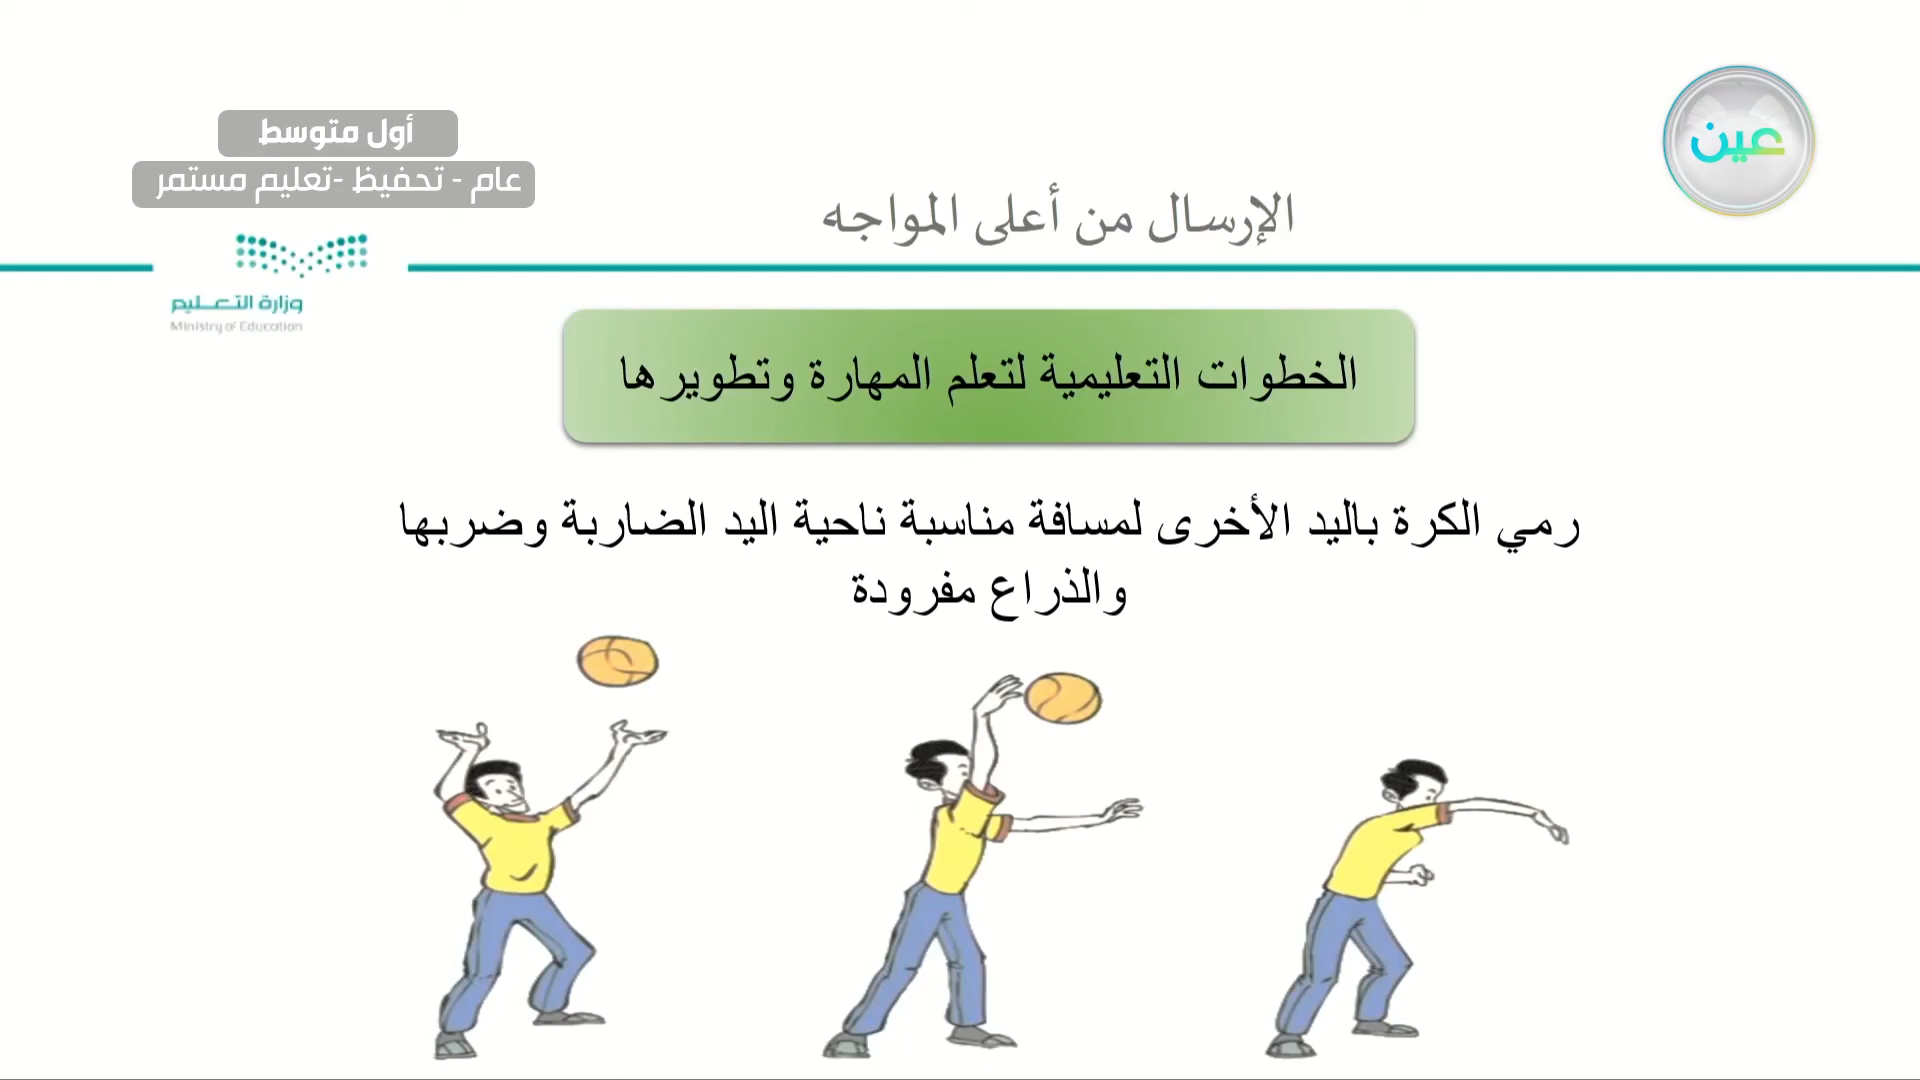 عين
أول متوسط
عام - تحفيظ -تعليم مستمر
الإرسال من أعلى المواجه
وزارة التعليم
Ministry of Education
الخطوات التعليمية لتعلم المهارة وتطويرها
رمي الكرة باليد الأخرى لمسافة مناسبة ناحية اليد الضاربة وضربها
والذراع مفرودة